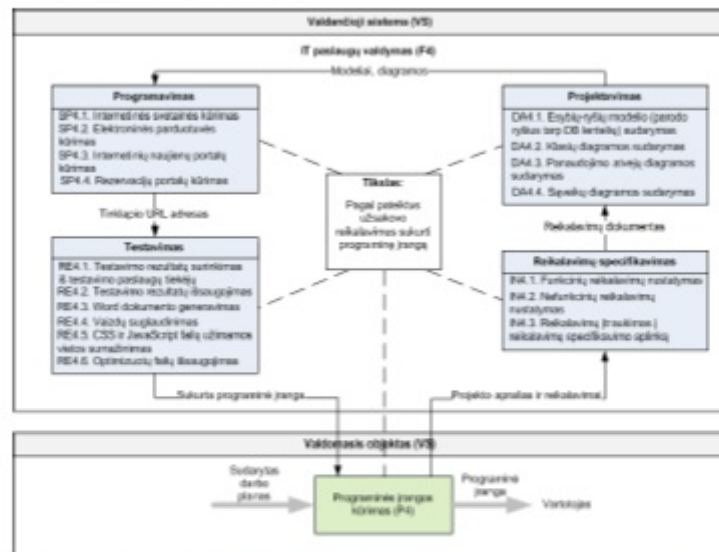 Valdančioji sistema (VS)
IT paslaugų valdymas (F4)
Modeliai, diagramos
Programavimas
SP4.1. Internetinės svetainės kūrimas
SP4.2. Elektroninės parduotuvės
kūrimas
SP4.3. Internetinių naujienų portalų
kūrimas
SP4.4. Rezervacijų portalų kūrimas
Projektavimas
DA4.1. Esybių-ryšių modelio (parodo
ryšius tarp DB lentelių) sudarymas
DA4.2. Klasių diagramos sudarymas
DA4.3. Panaudojimo atvejų diagramos
sudarymas
DA4.4. Sąveikų diagramos sudarymas
Tikslas:
Pagal pateiktus
užsakovo
reikalavimus sukurti
programinę įrangą
Tinklapio URL adresas
Reikalavimų dokumentas
Testavimas
RE4.1. Testavimo rezultatų surinkimas
iš testavimo paslaugų tiekėjų
RE4.2. Testavimo rezultatų išsaugojimas
RE4.3. Word dokumento generavimas
RE4.4. Vaizdų suglaudinimas
RE4.5. CSS ir JavaScript failų užimamos
vietos sumažinimas
RE4.6. Optimizuotų failų išsaugojimas
Reikalavimų specifikavimas
IN4.1. Funkcinių reikalavimų nustatymas
IN4.2. Nefunkcinių reikalavimų
nustatymas
IN4.3. Reikalavimų įtraukimas į
reikalavimų specifikavimo aplinką
Sukurta programinė įranga
Projekto aprašas ir reikalavimai
Valdomasis objektas (VS)
Sudarytas
darbo
planas
Programinės įrangos
kūrimas (P4)
Programinė
įranga
Vartotojas